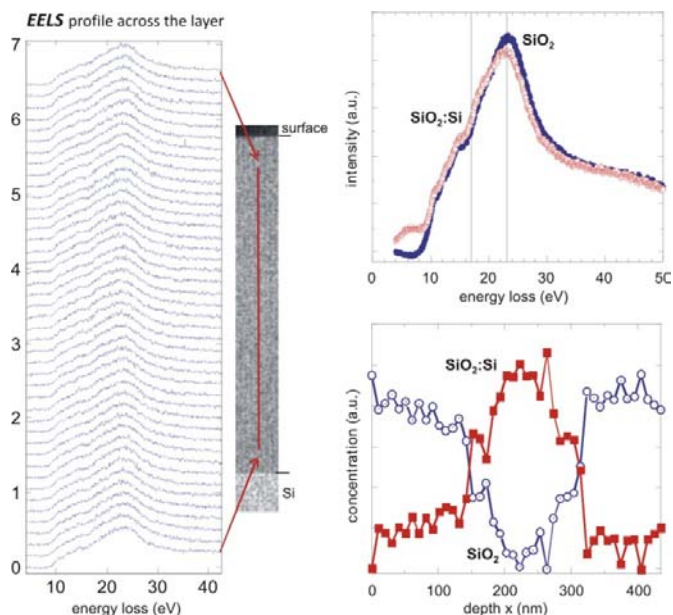 EELS profile across the layer
7
6
5
4
3
2
1
0
10 20 30 40
energy loss (eV)
surface
Si
SiO₂
SiO₂:Si
intensity (a.u.)
0 10 20 30 40 50
energy loss (eV)
SiO₂:Si
concentration (a.u.)
SiO₂
0 100 200 300 400
depth x (nm)